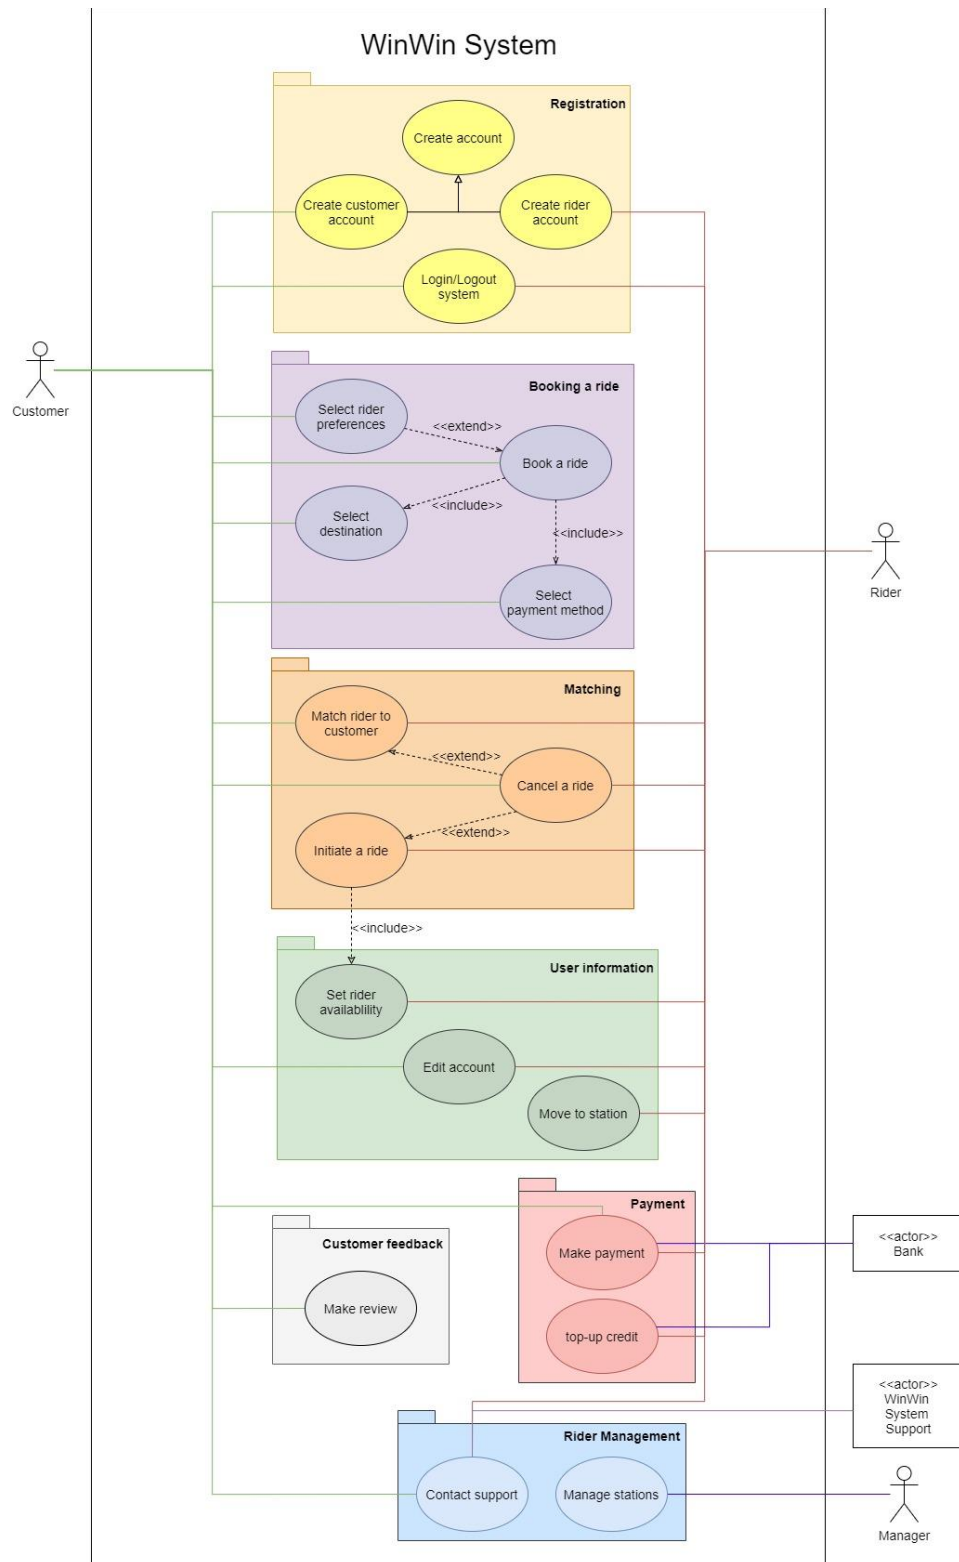 WinWin System
Registration
Create account
Create customer
account
Create rider
account
Login/Logout
system
Customer
Booking a ride
Select rider
preferences
<<extend>>
Book a ride
<<include>>
Select
destination
<<include>>
Select
payment method
Rider
Matching
Match rider to
customer
<<extend>>
Cancel a ride
<<extend>>
Initiate a ride
<<include>>
User information
Set rider
availablility
Edit account
Move to station
Payment
Customer feedback
Make payment
<<actor>>
Bank
Make review
top-up credit
<<actor>>
WinWin
System
Support
Rider Management
Contact support
Manage stations
Manager